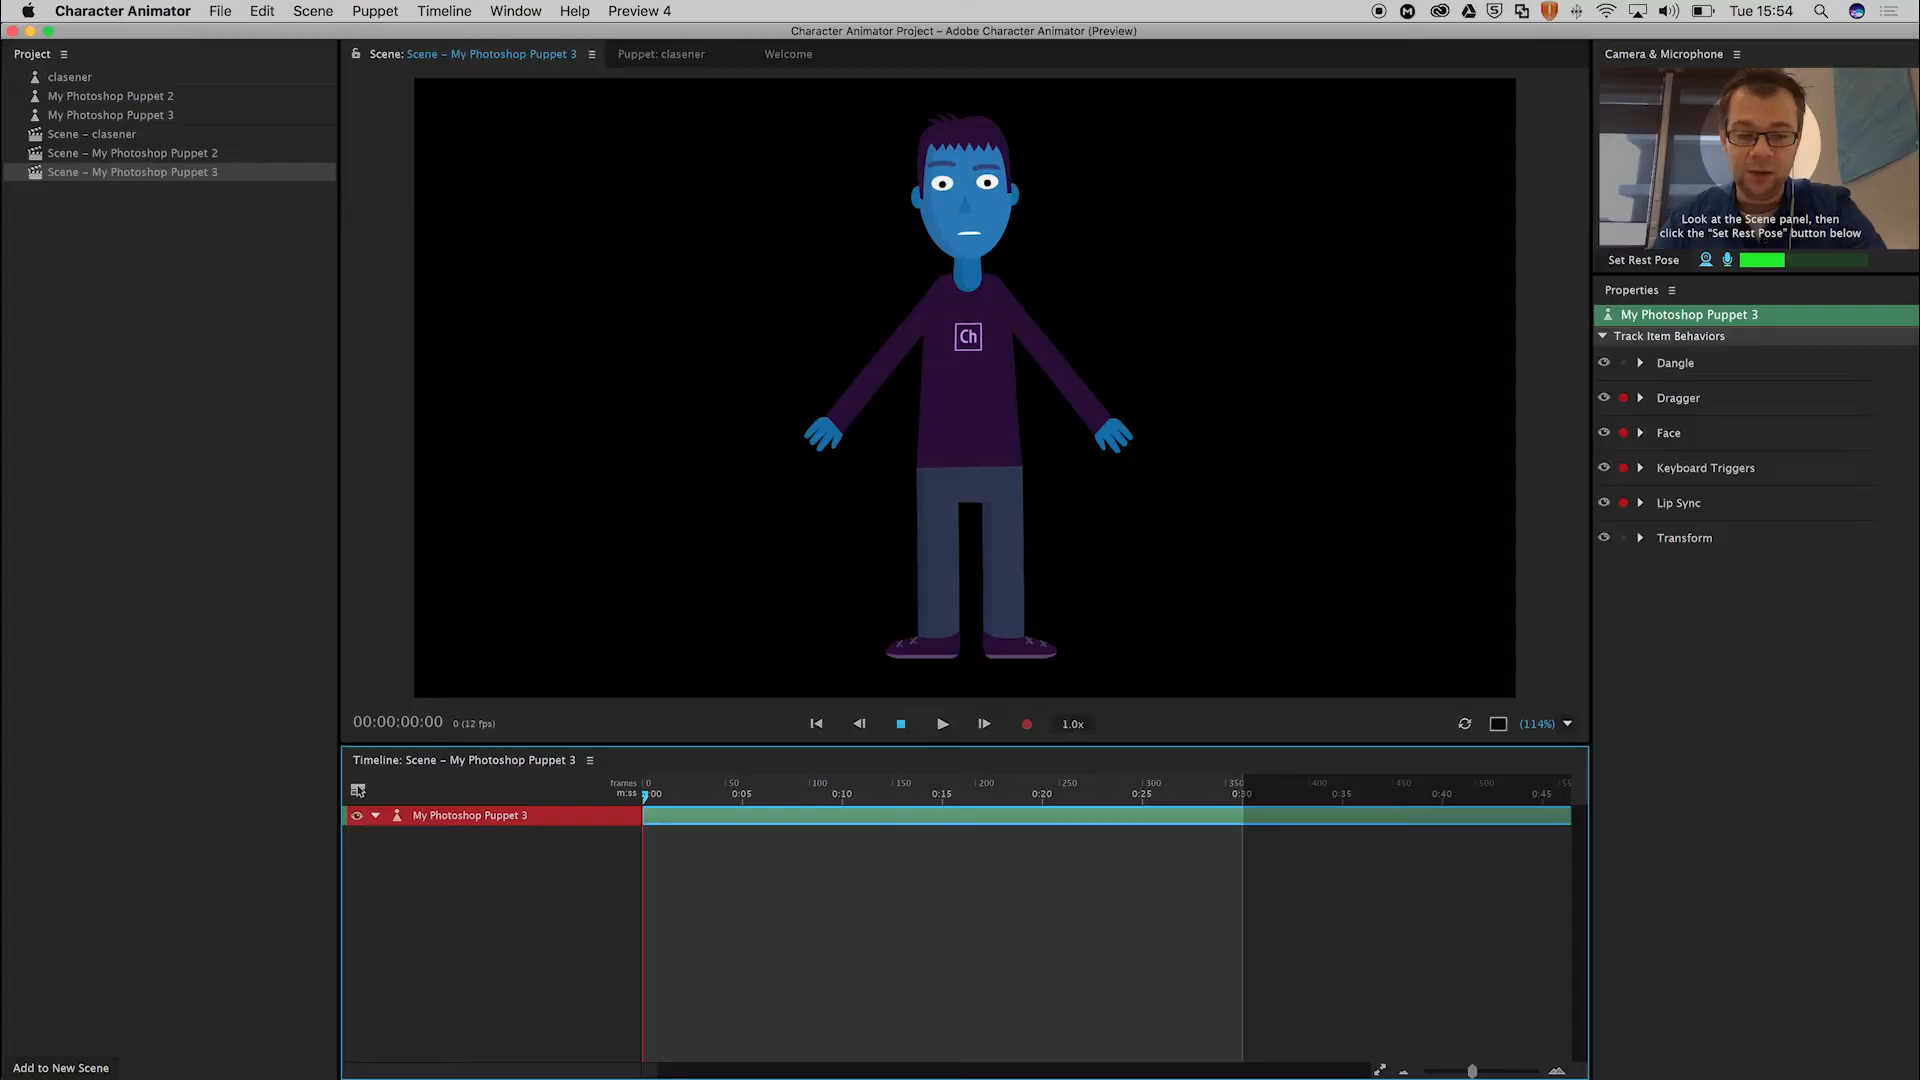 Character Animator File Edit Scene Puppet Timeline Window Help Preview 4 Tue 15:54
Character Animator Project – Adobe Character Animator (Preview)
Project
clasener
My Photoshop Puppet 2
My Photoshop Puppet 3
Scene – clasener
Scene – My Photoshop Puppet 2
Scene – My Photoshop Puppet 3
Add to New Scene
Scene: Scene – My Photoshop Puppet 3 Puppet: clasener Welcome
Ch
00:00:00:00 0 (12 fps) 1.0x (114%)
Timeline: Scene – My Photoshop Puppet 3
frames 0 50 100 150 200 250 300 350 400 450 500 55
m:ss 0:05 0:10 0:15 0:20 0:25 0:30 0:35 0:40 0:45
My Photoshop Puppet 3
Camera & Microphone
Look at the Scene panel, then
click the "Set Rest Pose" button below
Set Rest Pose
Properties
My Photoshop Puppet 3
Track Item Behaviors
Dangle
Dragger
Face
Keyboard Triggers
Lip Sync
Transform